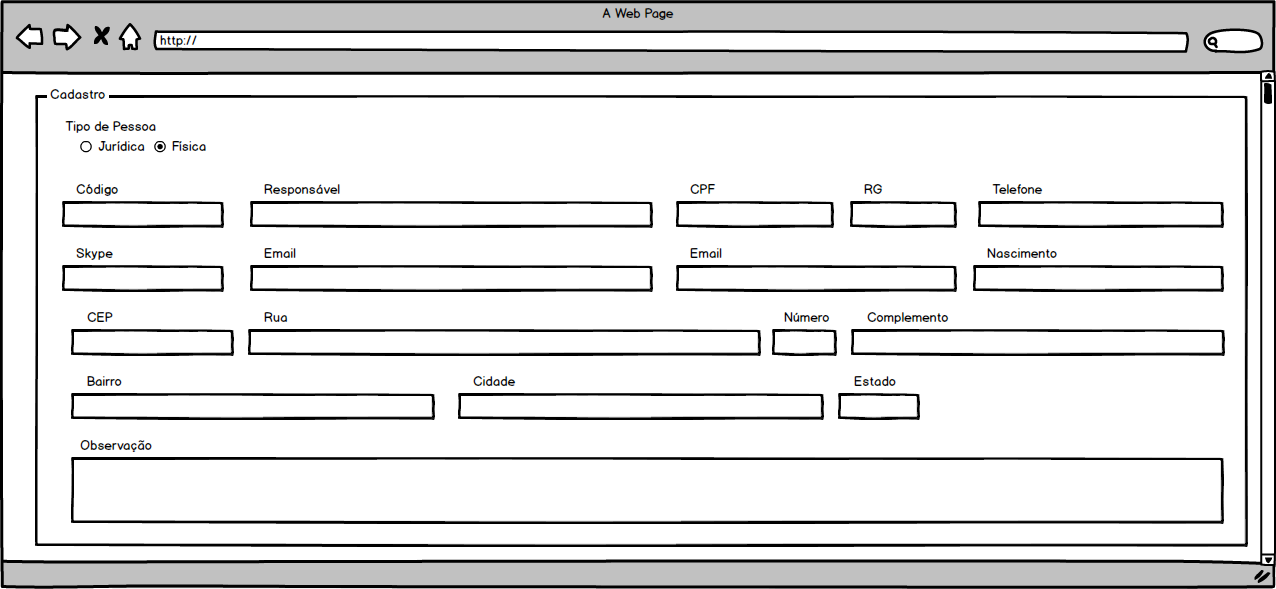 A Web Page
http://
Cadastro
Tipo de Pessoa
Jurídica Física
Código Responsável CPF RG Telefone
Skype Email Email Nascimento
CEP Rua Número Complemento
Bairro Cidade Estado
Observação